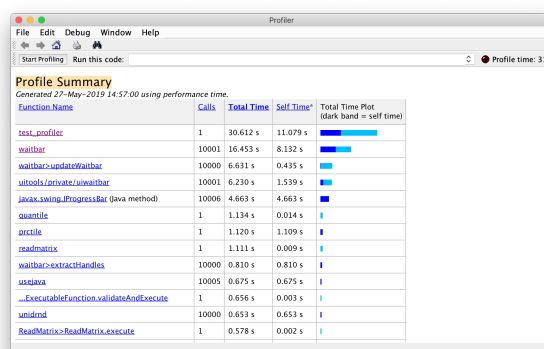 Profiler
File Edit Debug Window Help
Start Profiling Run this code: Profile time: 31
Profile Summary
Generated 27-May-2019 14:57:00 using performance time.
Function Name Calls Total Time Self Time* Total Time Plot
(dark band = self time)
test_profiler 1 30.612 s 11.079 s
waitbar 10001 16.453 s 8.132 s
waitbar>updateWaitbar 10000 6.631 s 0.435 s
uitools/private/uiwaitbar 10001 6.230 s 1.539 s
javax.swing.JProgressBar (Java method) 10006 4.663 s 4.663 s
quantile 1 1.134 s 0.014 s
prctile 1 1.120 s 1.109 s
readmatrix 1 1.111 s 0.009 s
waitbar>extractHandles 10000 0.810 s 0.810 s
usejava 10005 0.675 s 0.675 s
...ExecutableFunction.validateAndExecute 1 0.656 s 0.003 s
unidrnd 10000 0.653 s 0.653 s
ReadMatrix>ReadMatrix.execute 1 0.578 s 0.002 s